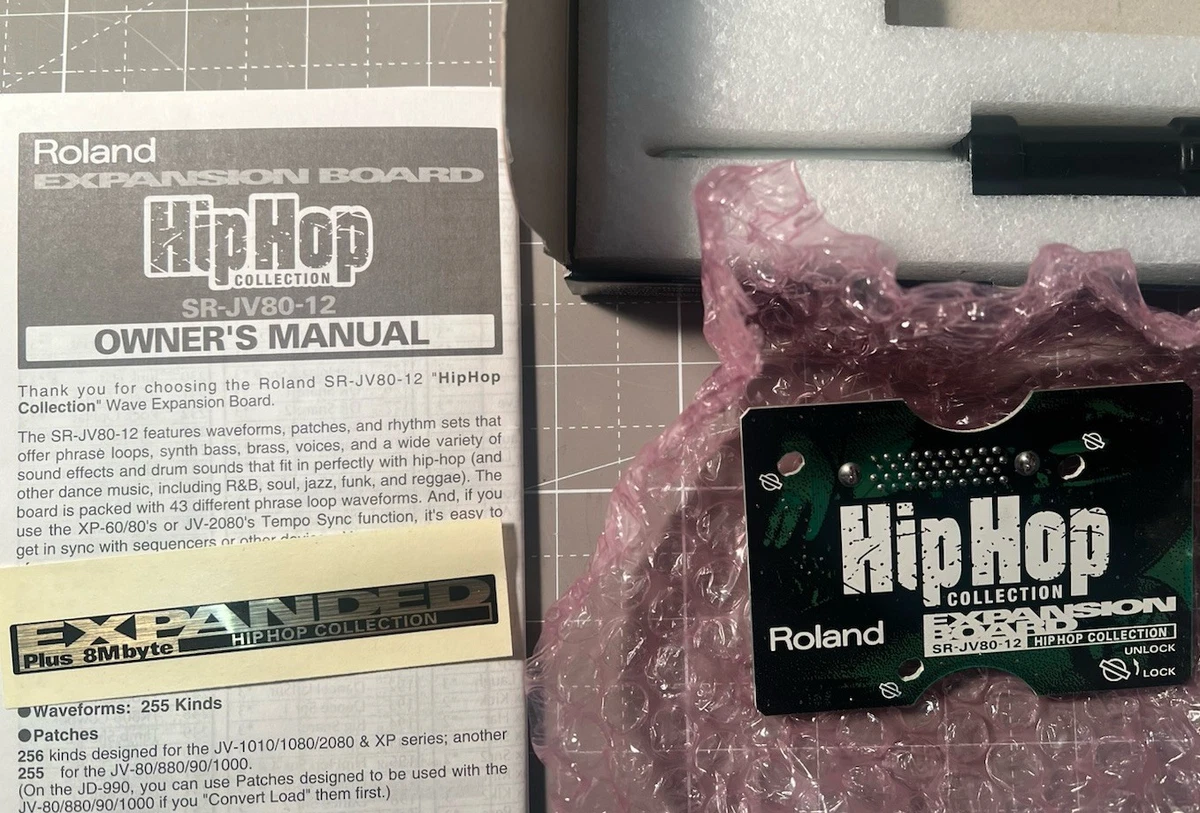 Roland
EXPANSION BOARD
HipHop
COLLECTION
SR-JV80-12
OWNER'S MANUAL
Thank you for choosing the Roland SR-JV80-12 "HipHop
Collection" Wave Expansion Board.
The SR-JV80-12 features waveforms, patches, and rhythm sets that
offer phrase loops, synth bass, brass, voices, and a wide variety of
sound effects and drum sounds that fit in perfectly with hip-hop (and
other dance music, including R&B, soul, jazz, funk, and reggae). The
board is packed with 43 different phrase loop waveforms. And, if you
use the XP-60/80's or JV-2080's Tempo Sync function, it's easy to
get in sync with sequencers or other
EXPANDED
HIPHOP COLLECTION
Plus 8Mbyte
●Waveforms: 255 Kinds
●Patches
256 kinds designed for the JV-1010/1080/2080 & XP series; another
255 for the JV-80/880/90/1000.
(On the JD-990, you can use Patches designed to be used with the
JV-80/880/90/1000 if you "Convert Load" them first.)
HipHop
COLLECTION
EXPANSION
BOARD
Roland
SR-JV80-12 HIPHOP COLLECTION
UNLOCK
LOCK